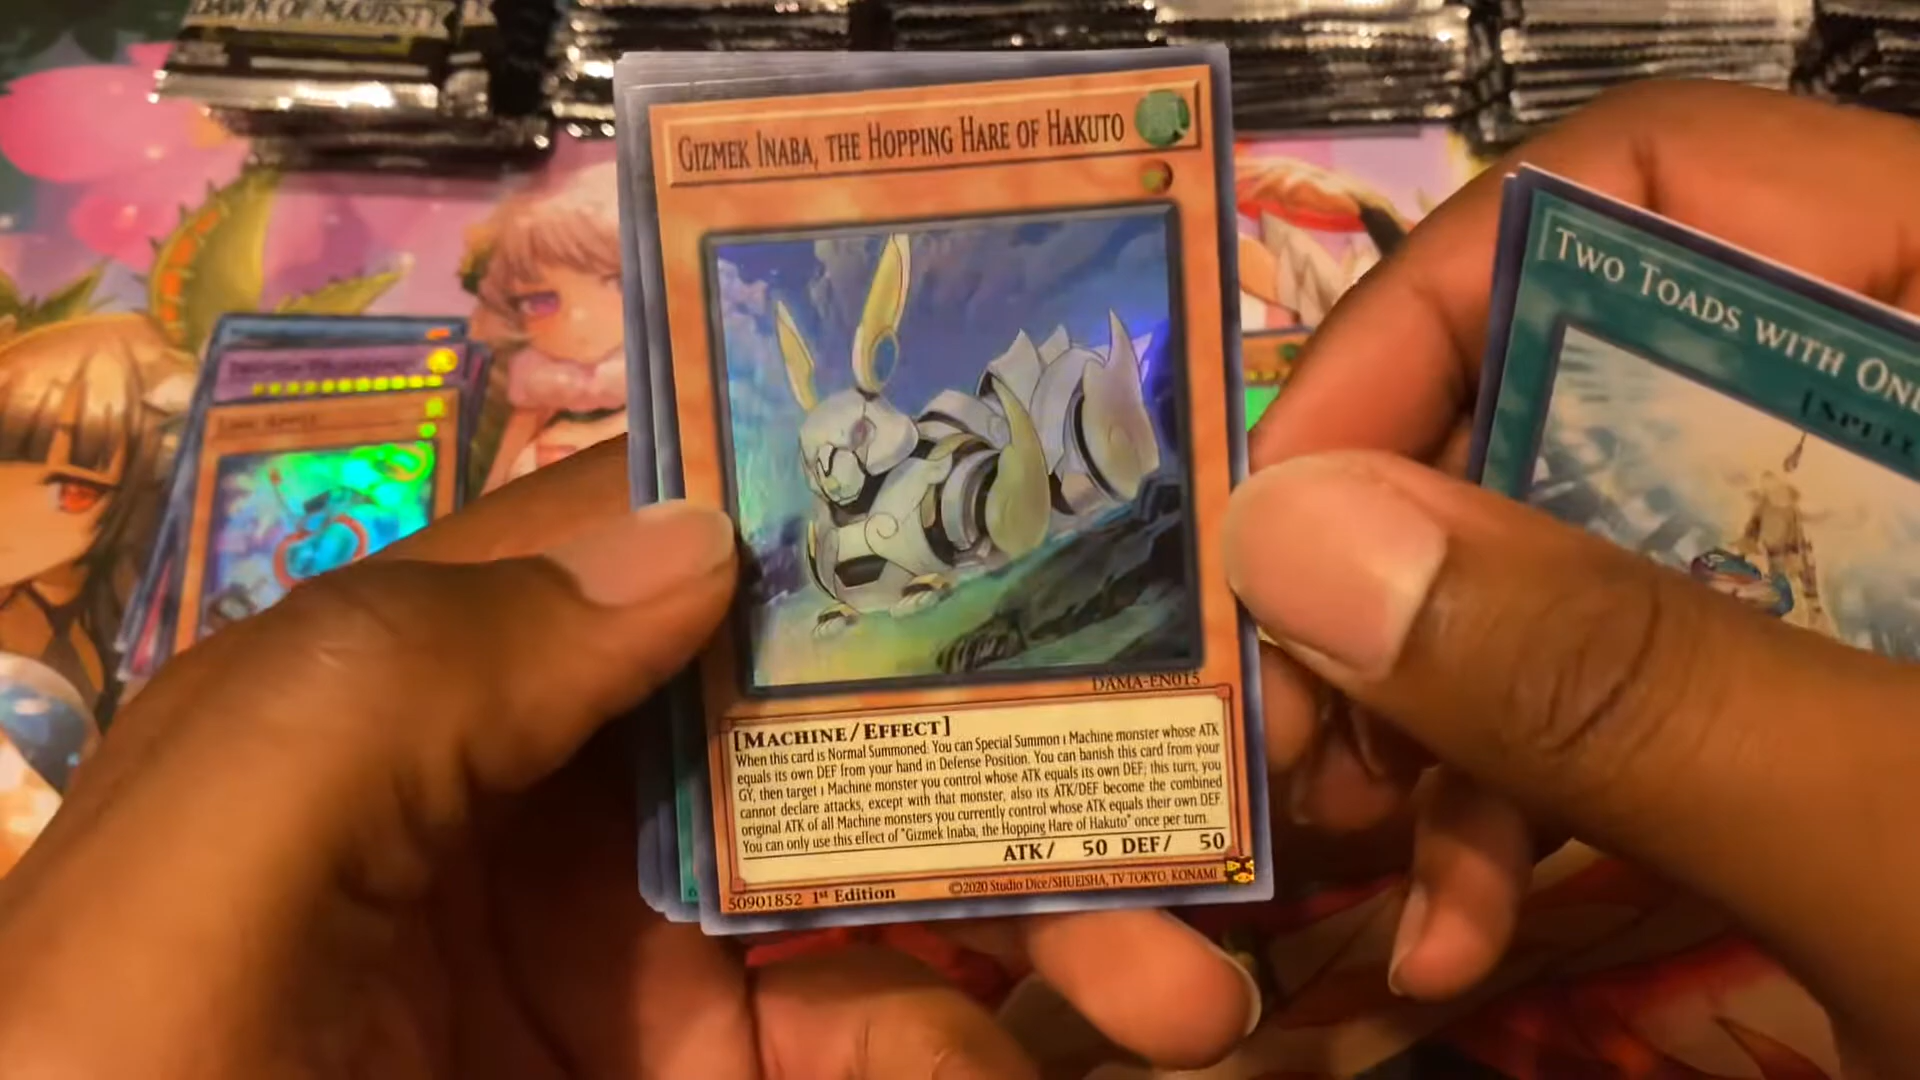 DAWN OF MAJESTY
GIZMEK INABA, THE HOPPING HARE OF HAKUTO
DAMA-EN015
[MACHINE/EFFECT]
When this card is Normal Summoned: You can Special Summon 1 Machine monster whose ATK
equals its own DEF from your hand in Defense Position. You can banish this card from your
GY, then target 1 Machine monster you control whose ATK equals its own DEF; this turn, you
cannot declare attacks, except with that monster, also its ATK/DEF become the combined
original ATK of all Machine monsters you currently control whose ATK equals their own DEF.
You can only use this effect of "Gizmek Inaba, the Hopping Hare of Hakuto" once per turn.
ATK/ 50 DEF/ 50
50901852 1st Edition
©2020 Studio Dice/SHUEISHA, TV TOKYO, KONAMI
TWO TOADS WITH ONE
[SPELL